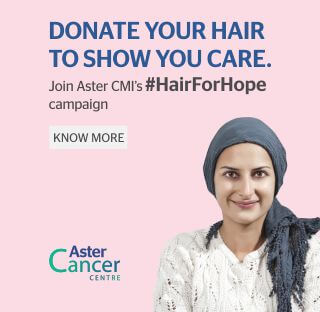 DONATE YOUR HAIR
TO SHOW YOU CARE.
Join Aster CMI's #HairForHope
campaign
KNOW MORE
Aster
Cancer
CENTRE